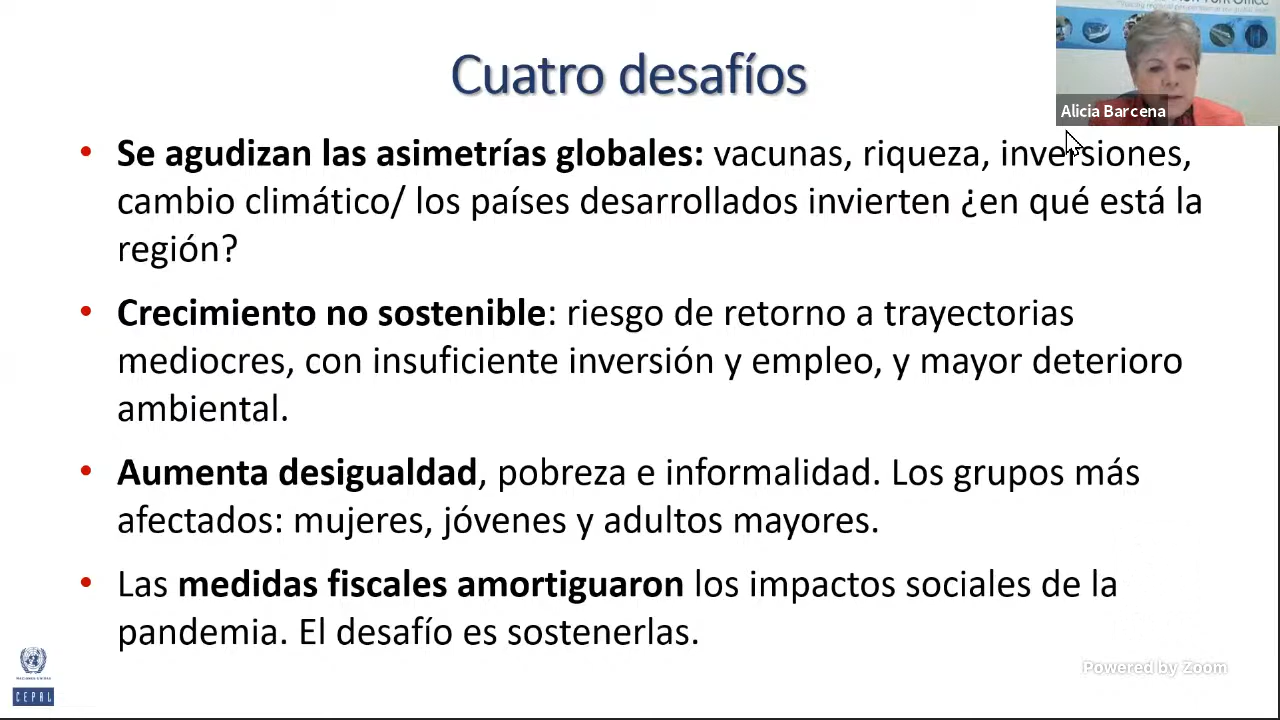 Cuatro desafíos
Alicia Barcena
• Se agudizan las asimetrías globales: vacunas, riqueza, inversiones,
cambio climático/ los países desarrollados invierten ¿en qué está la
región?
• Crecimiento no sostenible: riesgo de retorno a trayectorias
mediocres, con insuficiente inversión y empleo, y mayor deterioro
ambiental.
• Aumenta desigualdad, pobreza e informalidad. Los grupos más
afectados: mujeres, jóvenes y adultos mayores.
• Las medidas fiscales amortiguaron los impactos sociales de la
pandemia. El desafío es sostenerlas.
NACIONES UNIDAS
CEPAL
Powered by Zoom